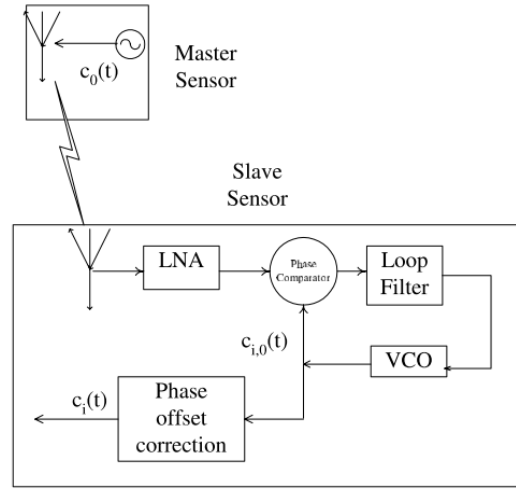 c0(t)
Master
Sensor
Slave
Sensor
LNA
Phase
Comparator
Loop
Filter
ci,0(t)
VCO
ci(t)
Phase
offset
correction